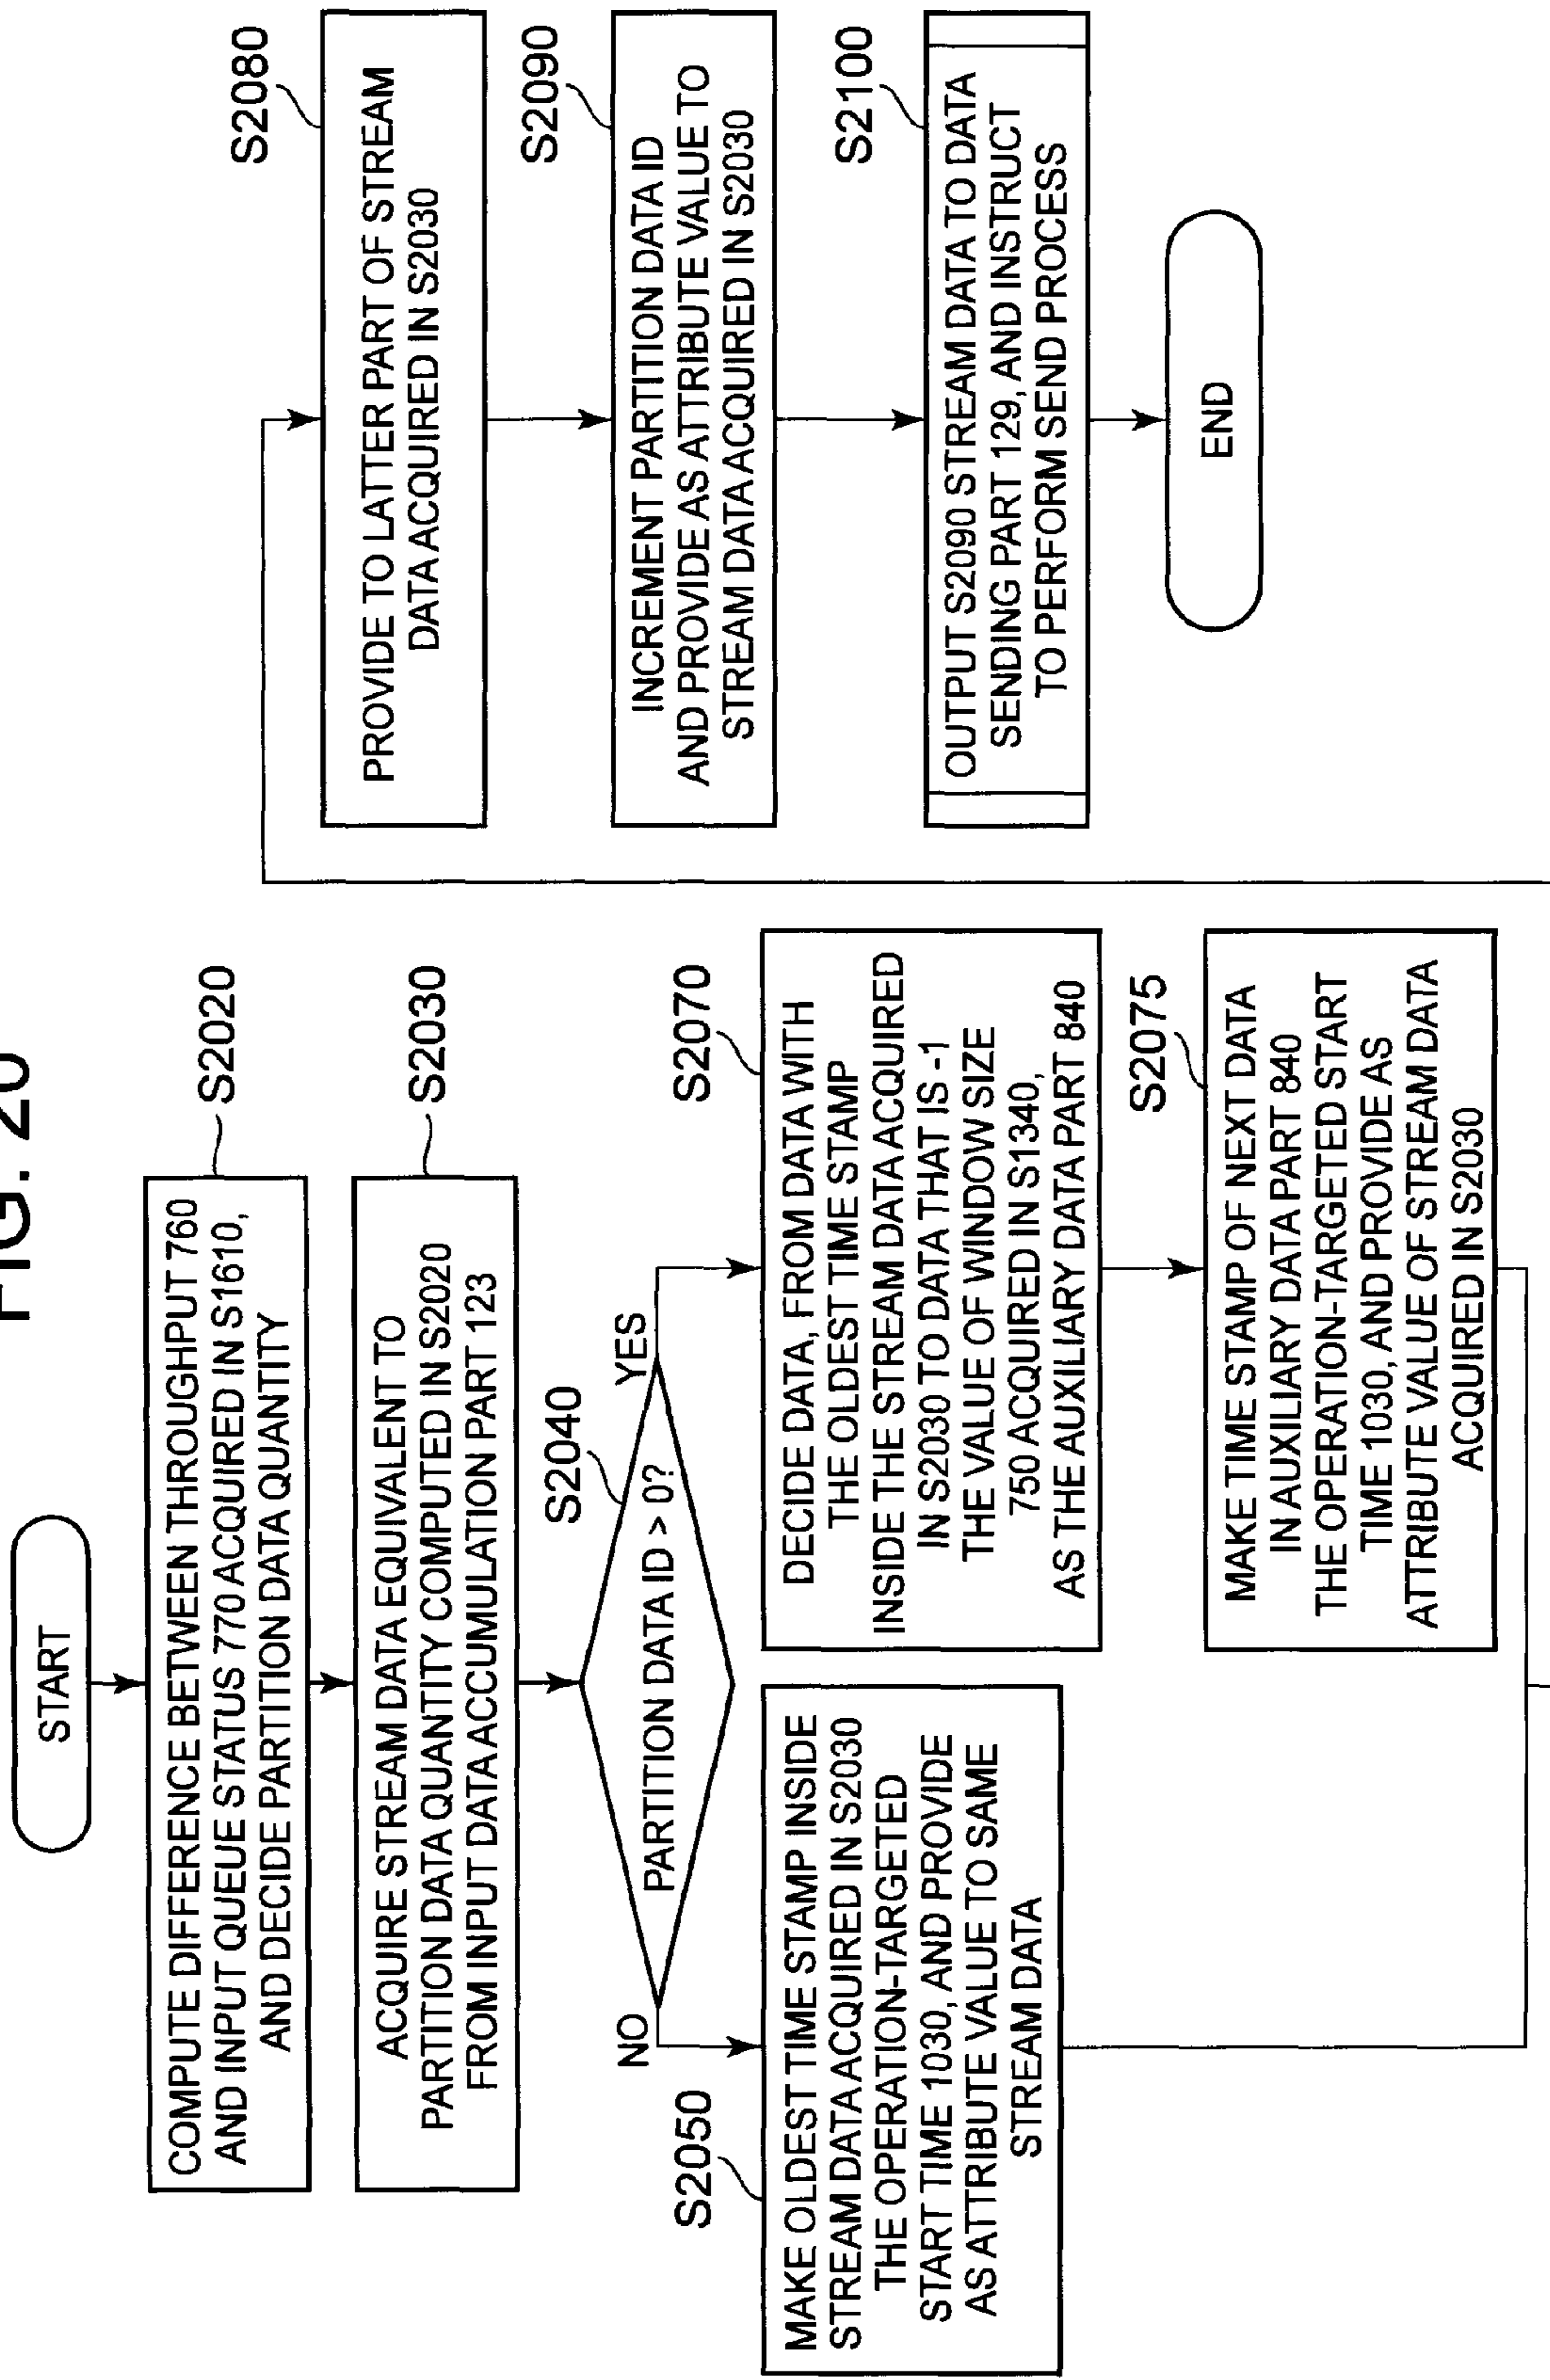 FIG. 20
START
COMPUTE DIFFERENCE BETWEEN THROUGHPUT 760
AND INPUT QUEUE STATUS 770 ACQUIRED IN S1610,
AND DECIDE PARTITION DATA QUANTITY
S2020
ACQUIRE STREAM DATA EQUIVALENT TO
PARTITION DATA QUANTITY COMPUTED IN S2020
FROM INPUT DATA ACCUMULATION PART 123
S2030
PARTITION DATA ID > 0?
S2040
NO
YES
S2050
MAKE OLDEST TIME STAMP INSIDE
STREAM DATA ACQUIRED IN S2030
THE OPERATION-TARGETED
START TIME 1030, AND PROVIDE
AS ATTRIBUTE VALUE TO SAME
STREAM DATA
S2070
DECIDE DATA, FROM DATA WITH
THE OLDEST TIME STAMP
INSIDE THE STREAM DATA ACQUIRED
IN S2030 TO DATA THAT IS -1
THE VALUE OF WINDOW SIZE
750 ACQUIRED IN S1340,
AS THE AUXILIARY DATA PART 840
S2075
MAKE TIME STAMP OF NEXT DATA
IN AUXILIARY DATA PART 840
THE OPERATION-TARGETED START
TIME 1030, AND PROVIDE AS
ATTRIBUTE VALUE OF STREAM DATA
ACQUIRED IN S2030
S2080
PROVIDE TO LATTER PART OF STREAM
DATA ACQUIRED IN S2030
S2090
INCREMENT PARTITION DATA ID
AND PROVIDE AS ATTRIBUTE VALUE TO
STREAM DATA ACQUIRED IN S2030
S2100
OUTPUT S2090 STREAM DATA TO DATA
SENDING PART 129, AND INSTRUCT
TO PERFORM SEND PROCESS
END